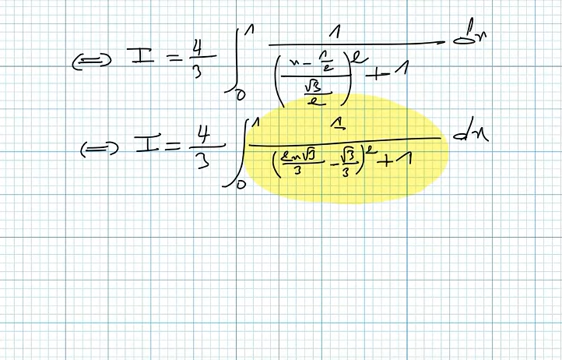 ⟺ I = 4/3 ∫₀¹ 1 / (((x − 1/2) / (√3/2))² + 1) dx
⟺ I = 4/3 ∫₀¹ 1 / ((2x√3/3 − √3/3)² + 1) dx